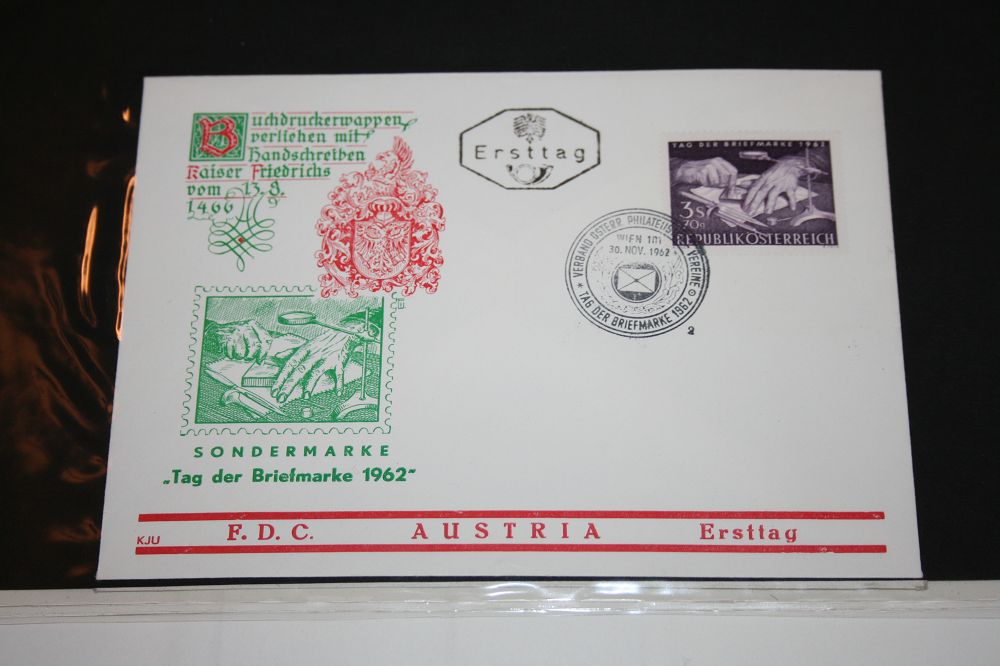 Buchdruckerwappen
verliehen mit
Handschreiben
Kaiser Friedrichs
vom 13. 8.
1466
Ersttag
TAG DER BRIEFMARKE 1962
3S
+70g
REPUBLIK ÖSTERREICH
VERBAND ÖSTERR. PHILATELISTEN VEREINE
WIEN 101
30. NOV. 1962
* TAG DER BRIEFMARKE 1962
2
SONDERMARKE
„Tag der Briefmarke 1962"
KJU
F. D. C. AUSTRIA Ersttag